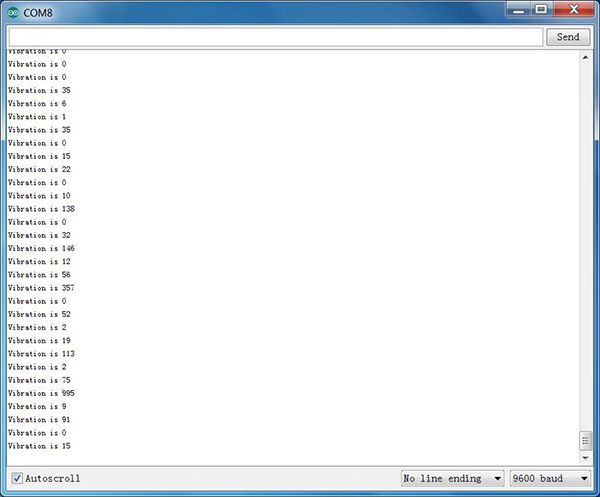 COM8
Send
Vibration is 0
Vibration is 0
Vibration is 0
Vibration is 35
Vibration is 6
Vibration is 1
Vibration is 35
Vibration is 0
Vibration is 15
Vibration is 22
Vibration is 0
Vibration is 10
Vibration is 138
Vibration is 0
Vibration is 32
Vibration is 146
Vibration is 12
Vibration is 56
Vibration is 357
Vibration is 0
Vibration is 52
Vibration is 2
Vibration is 19
Vibration is 113
Vibration is 2
Vibration is 75
Vibration is 995
Vibration is 9
Vibration is 91
Vibration is 0
Vibration is 15
Autoscroll
No line ending
9600 baud